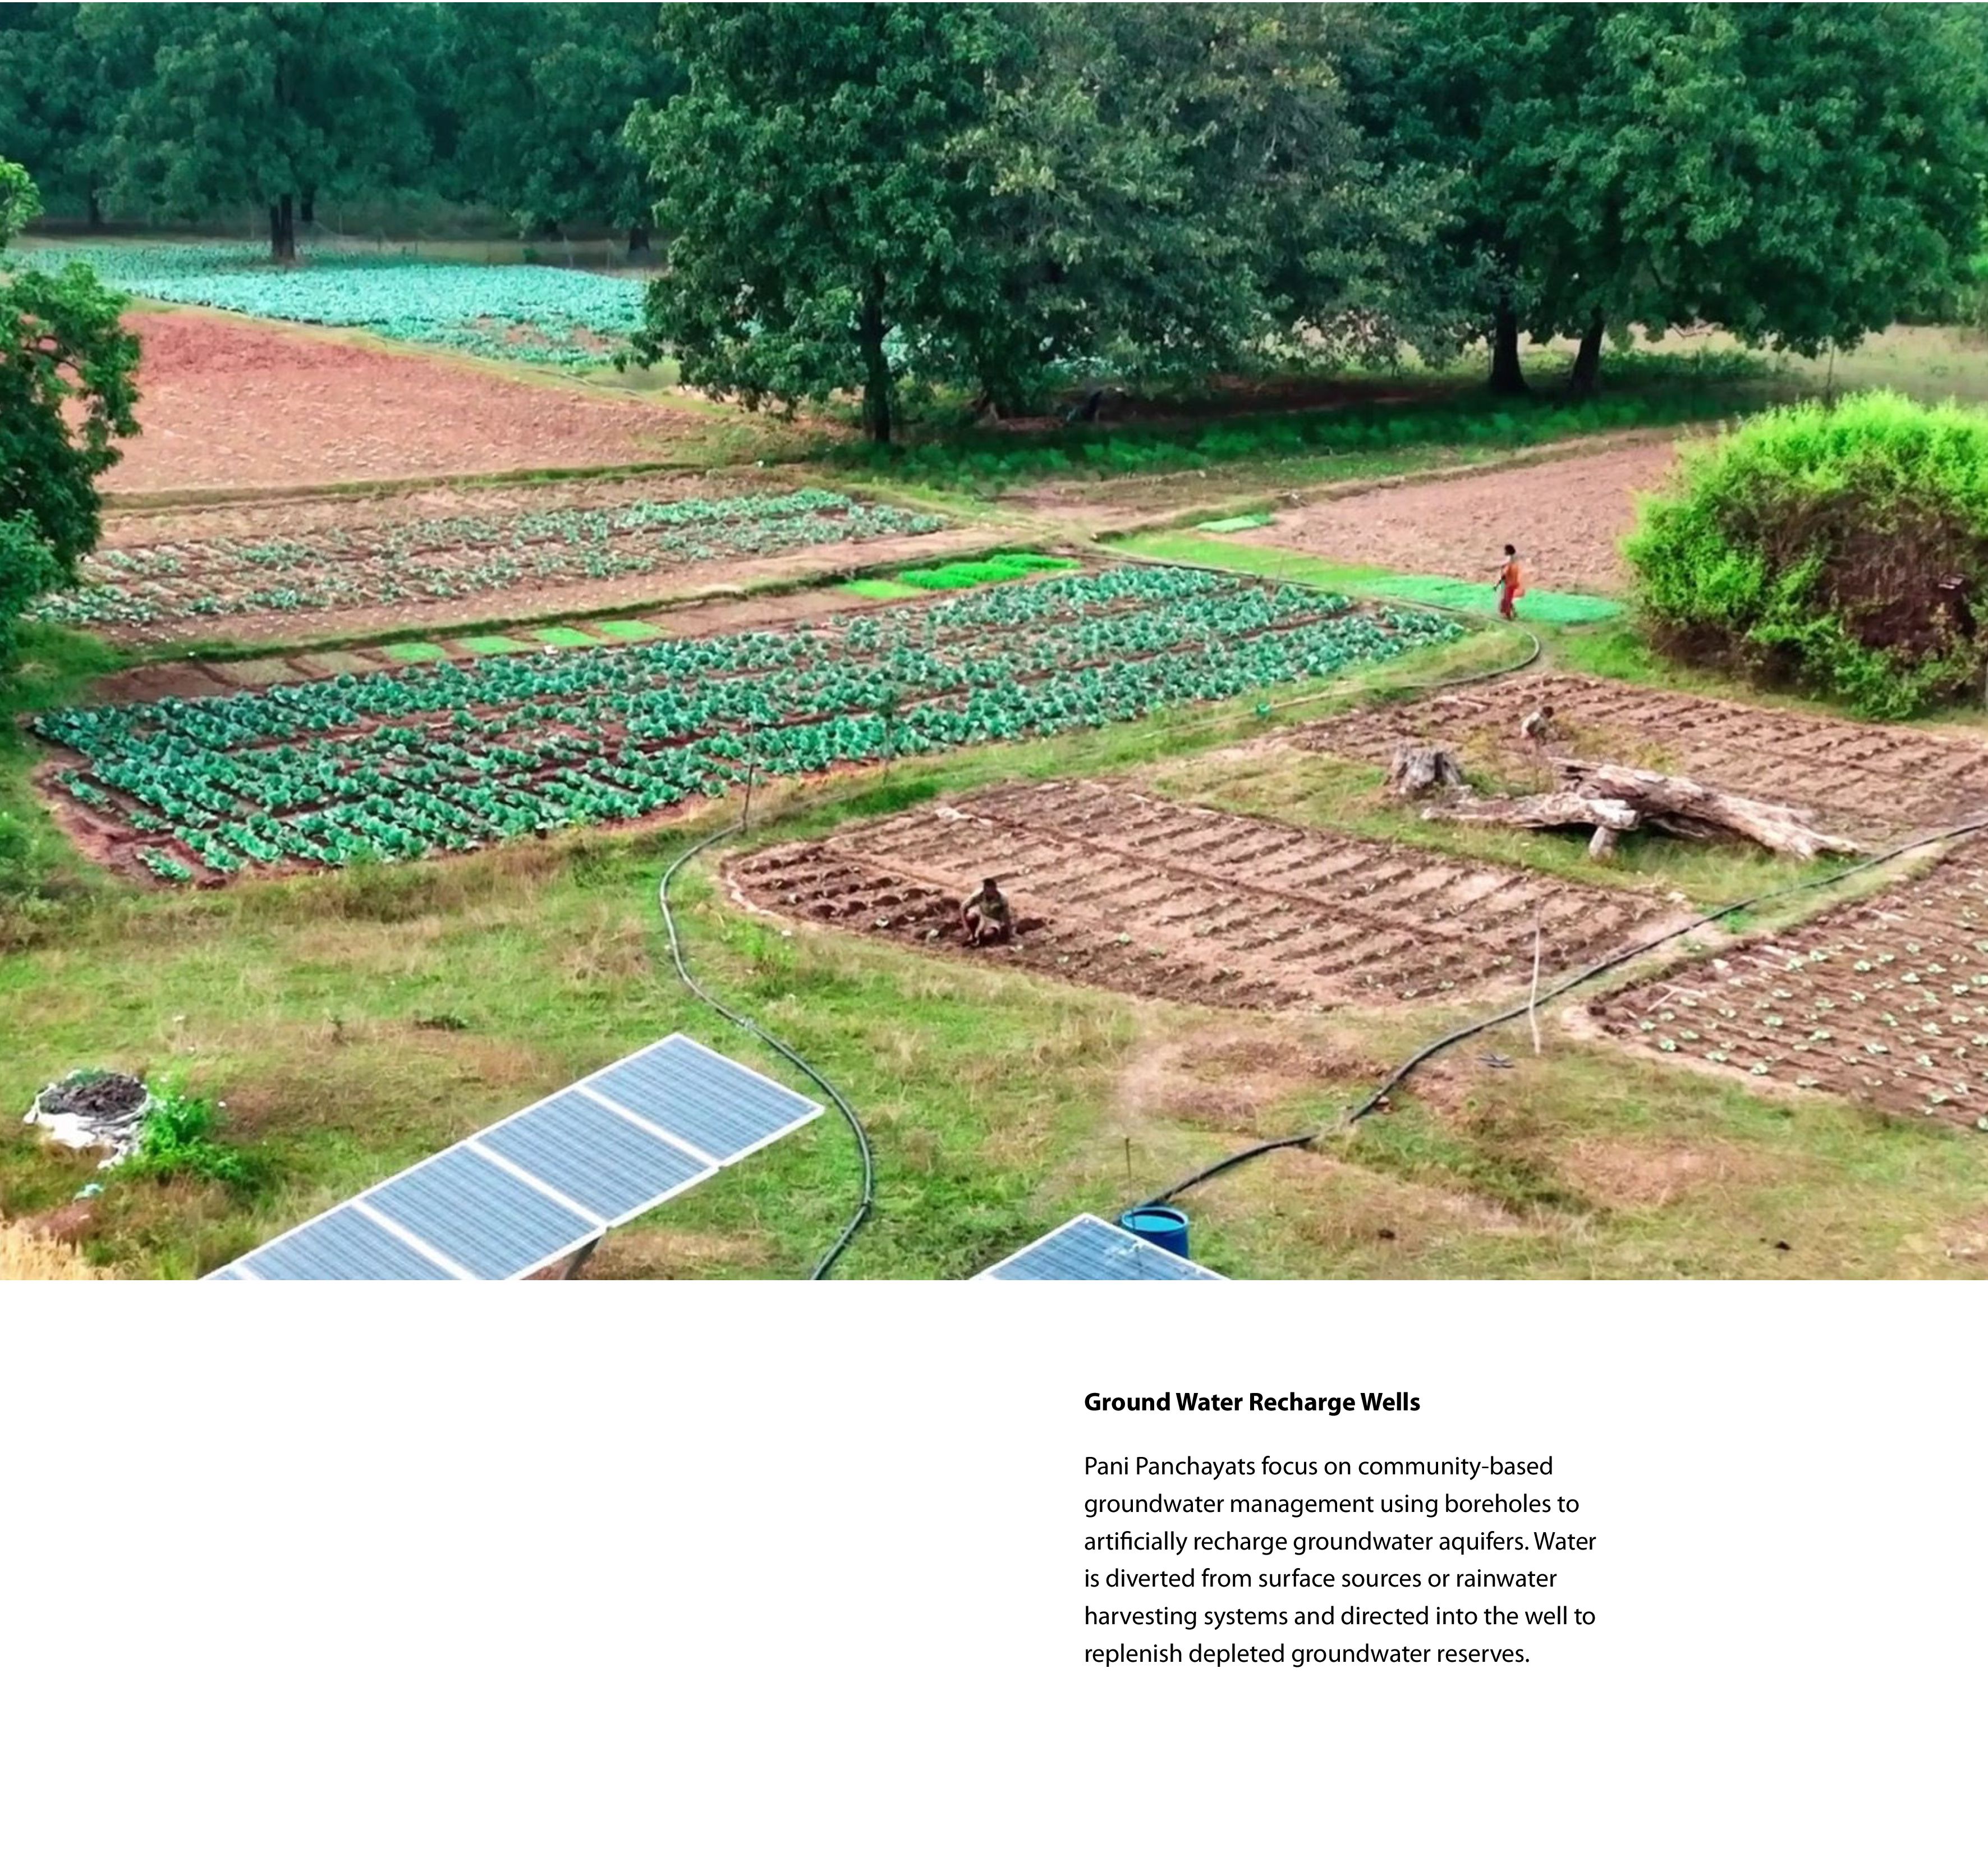 Ground Water Recharge Wells
Pani Panchayats focus on community-based
groundwater management using boreholes to
artificially recharge groundwater aquifers. Water
is diverted from surface sources or rainwater
harvesting systems and directed into the well to
replenish depleted groundwater reserves.